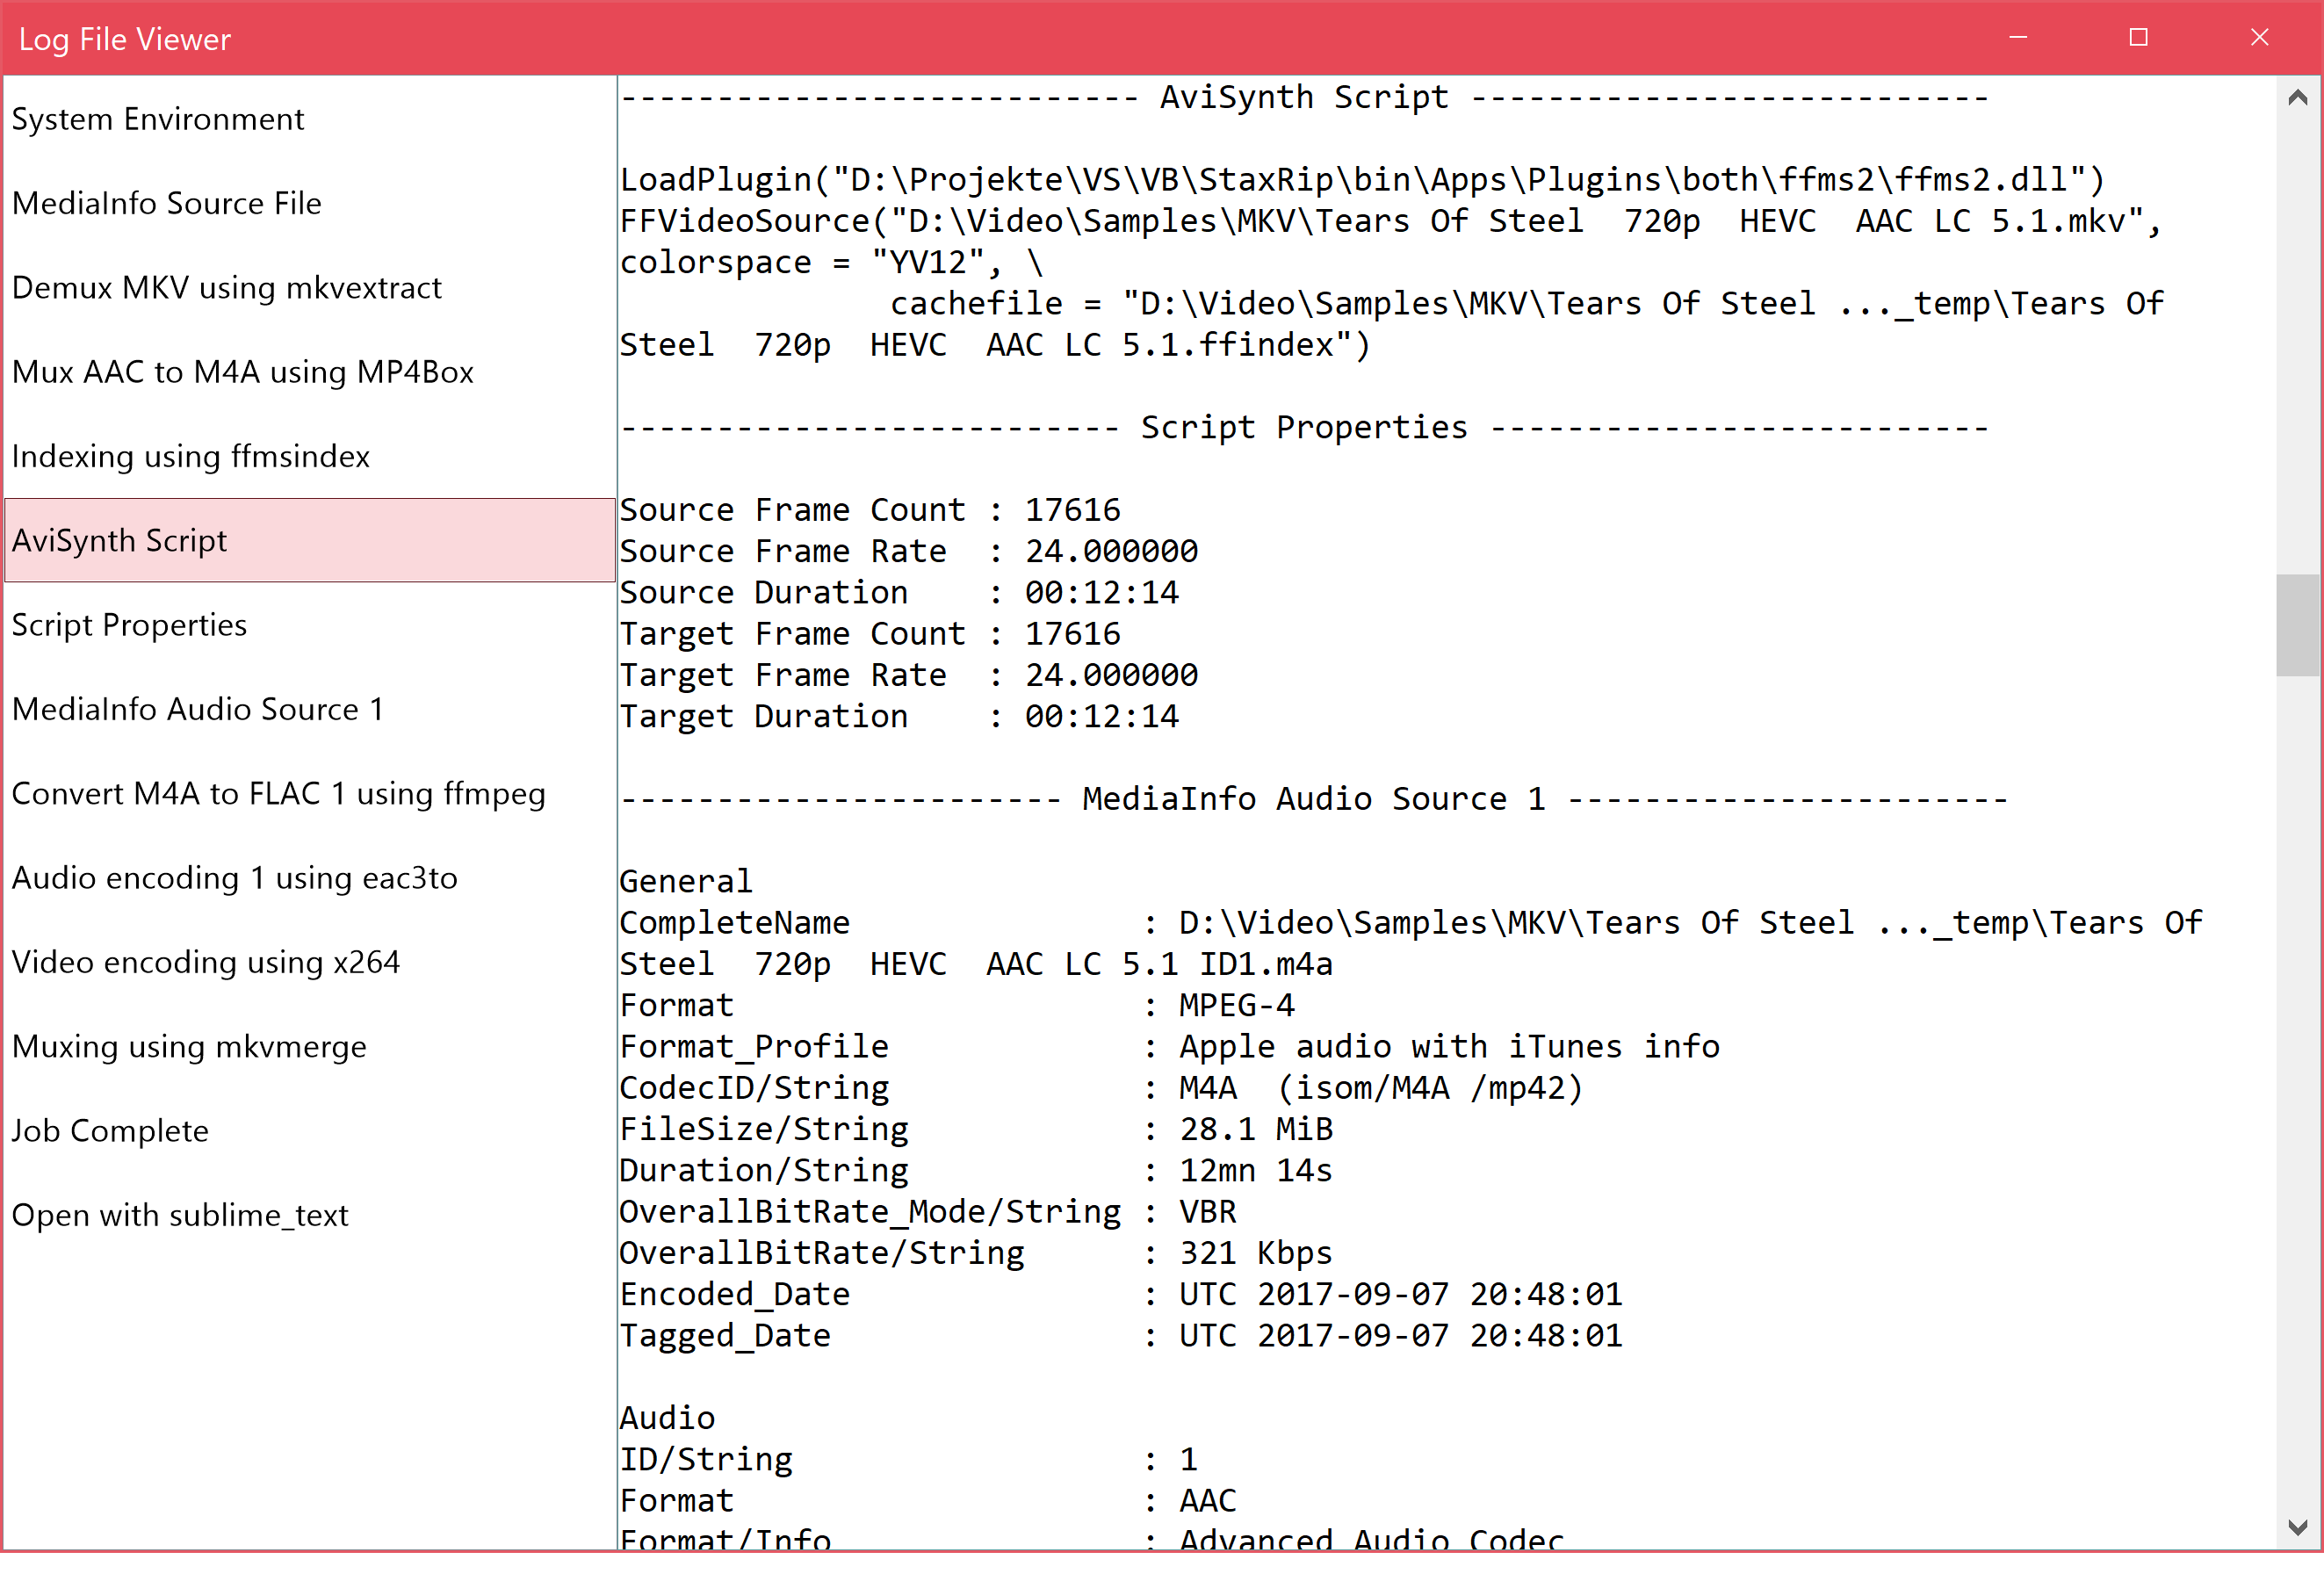 Log File Viewer
System Environment
MediaInfo Source File
Demux MKV using mkvextract
Mux AAC to M4A using MP4Box
Indexing using ffmsindex
AviSynth Script
Script Properties
MediaInfo Audio Source 1
Convert M4A to FLAC 1 using ffmpeg
Audio encoding 1 using eac3to
Video encoding using x264
Muxing using mkvmerge
Job Complete
Open with sublime_text
--------------------------- AviSynth Script ---------------------------
LoadPlugin("D:\Projekte\VS\VB\StaxRip\bin\Apps\Plugins\both\ffms2\ffms2.dll")
FFVideoSource("D:\Video\Samples\MKV\Tears Of Steel  720p  HEVC  AAC LC 5.1.mkv",
colorspace = "YV12", \
              cachefile = "D:\Video\Samples\MKV\Tears Of Steel ..._temp\Tears Of
Steel  720p  HEVC  AAC LC 5.1.ffindex")
-------------------------- Script Properties --------------------------
Source Frame Count : 17616
Source Frame Rate  : 24.000000
Source Duration    : 00:12:14
Target Frame Count : 17616
Target Frame Rate  : 24.000000
Target Duration    : 00:12:14
----------------------- MediaInfo Audio Source 1 -----------------------
General
CompleteName               : D:\Video\Samples\MKV\Tears Of Steel ..._temp\Tears Of
Steel  720p  HEVC  AAC LC 5.1 ID1.m4a
Format                     : MPEG-4
Format_Profile             : Apple audio with iTunes info
CodecID/String             : M4A  (isom/M4A /mp42)
FileSize/String            : 28.1 MiB
Duration/String            : 12mn 14s
OverallBitRate_Mode/String : VBR
OverallBitRate/String      : 321 Kbps
Encoded_Date               : UTC 2017-09-07 20:48:01
Tagged_Date                : UTC 2017-09-07 20:48:01
Audio
ID/String                  : 1
Format                     : AAC
Format/Info                : Advanced Audio Codec